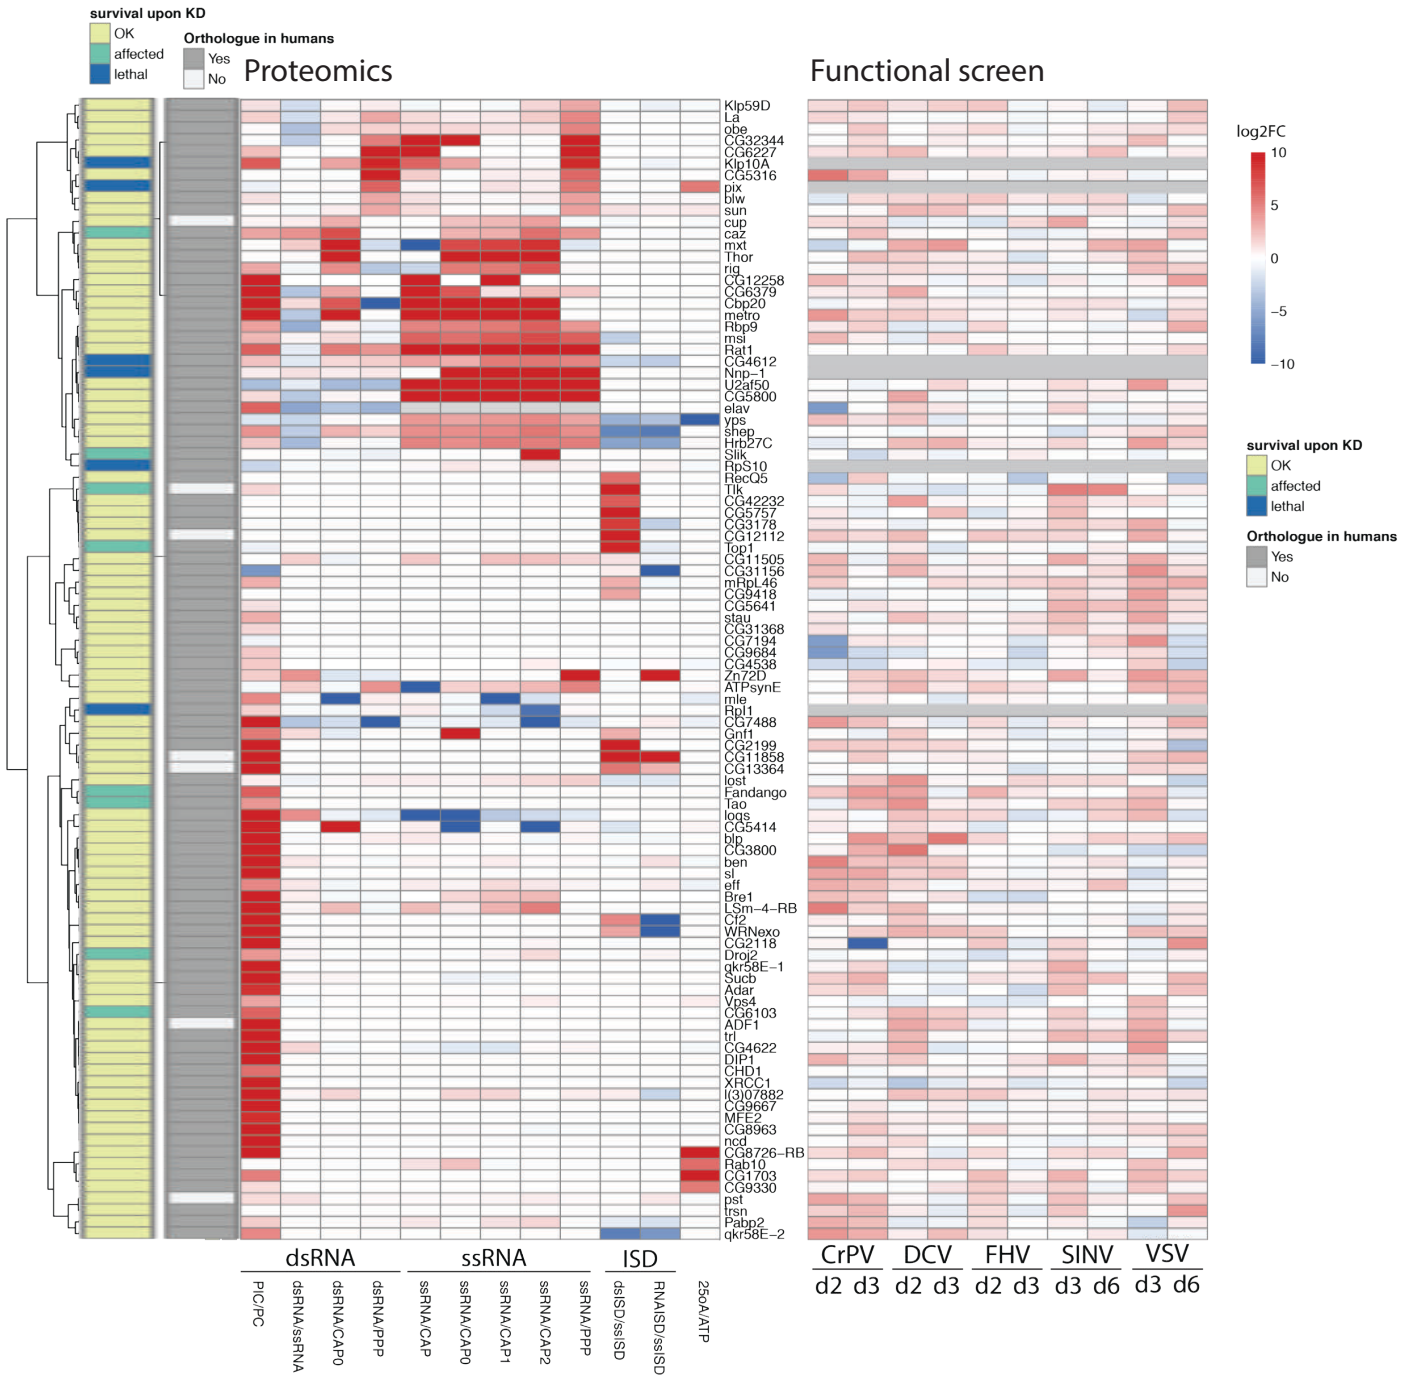 survival upon KD
OK
affected
lethal
Orthologue in humans
Yes
No
Proteomics
Functional screen
Klp59D
La
obe
CG32344
CG6227
Klp10A
CG5316
pix
blw
sun
cup
caz
mxt
Thor
rig
CG12258
CG6379
Cbp20
metro
Rbp9
msi
Rat1
CG4612
Nnp-1
U2af50
CG5800
elav
yps
shep
Hrb27C
Slik
RpS10
RecQ5
Tlk
CG42232
CG5757
CG3178
CG12112
Top1
CG11505
CG31156
mRpL46
CG9418
CG5641
stau
CG31368
CG7194
CG9684
CG4538
Zn72D
ATPsynE
mle
RpI1
CG7488
Gnf1
CG2199
CG11858
CG13364
lost
Fandango
Tao
loqs
CG5414
blp
CG3800
ben
sl
eff
Bre1
LSm-4-RB
Cf2
WRNexo
CG2118
Droj2
qkr58E-1
Sucb
Adar
Vps4
CG6103
ADF1
trl
CG4622
DIP1
CHD1
XRCC1
l(3)07882
CG9667
MFE2
CG8963
ncd
CG8726-RB
Rab10
CG1703
CG9330
pst
trsn
Pabp2
qkr58E-2
log2FC
10
5
0
−5
−10
survival upon KD
OK
affected
lethal
Orthologue in humans
Yes
No
dsRNA ssRNA ISD
PIC/PC
dsRNA/ssRNA
dsRNA/CAP0
dsRNA/PPP
ssRNA/CAP
ssRNA/CAP0
ssRNA/CAP1
ssRNA/CAP2
ssRNA/PPP
dsISD/ssISD
RNAISD/ssISD
25oA/ATP
CrPV DCV FHV SINV VSV
d2 d3 d2 d3 d2 d3 d3 d6 d3 d6